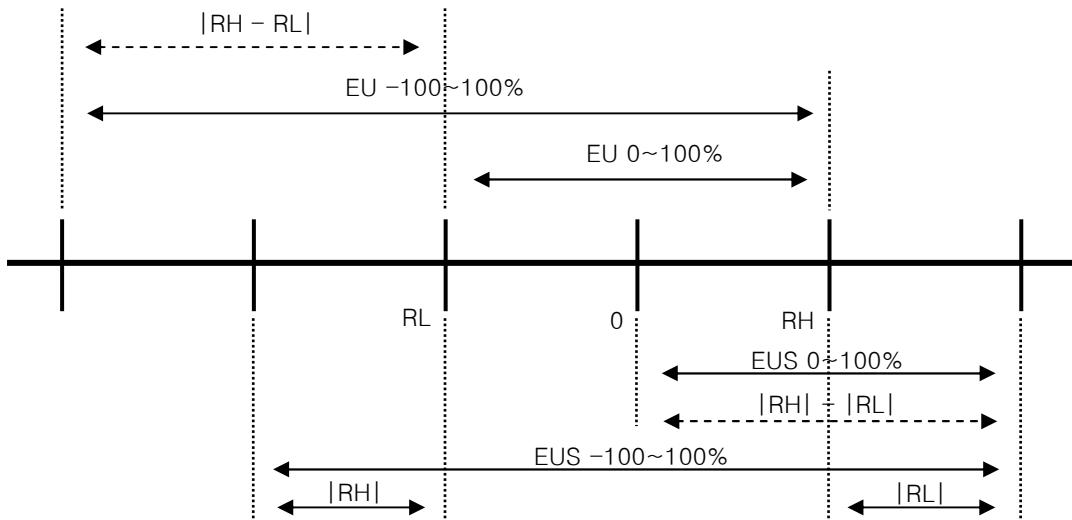 |RH − RL|
EU −100~100%
EU 0~100%
RL
0
RH
EUS 0~100%
|RH| − |RL|
EUS −100~100%
|RH|
|RL|